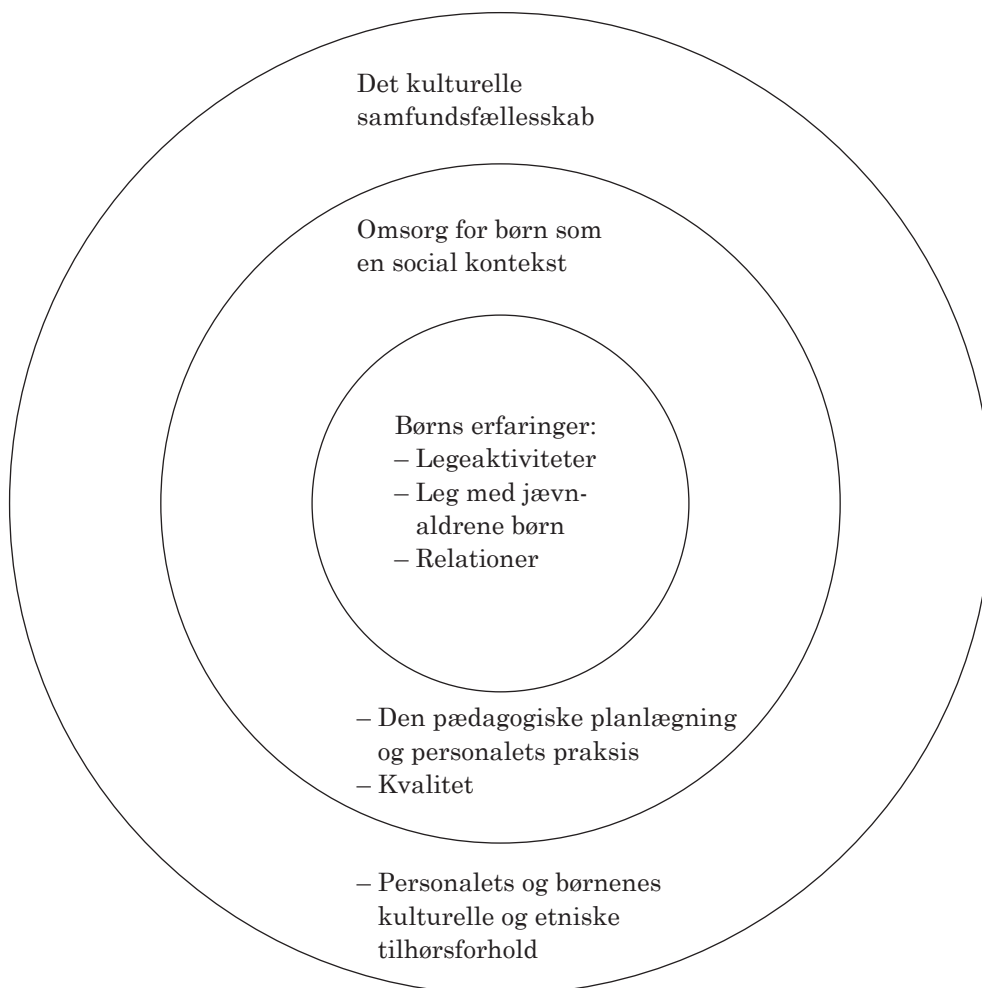 Det kulturelle
samfundsfællesskab
Omsorg for børn som
en social kontekst
Børns erfaringer:
– Legeaktiviteter
– Leg med jævn-
aldrene børn
– Relationer
– Den pædagogiske planlægning
og personalets praksis
– Kvalitet
– Personalets og børnenes
kulturelle og etniske
tilhørsforhold